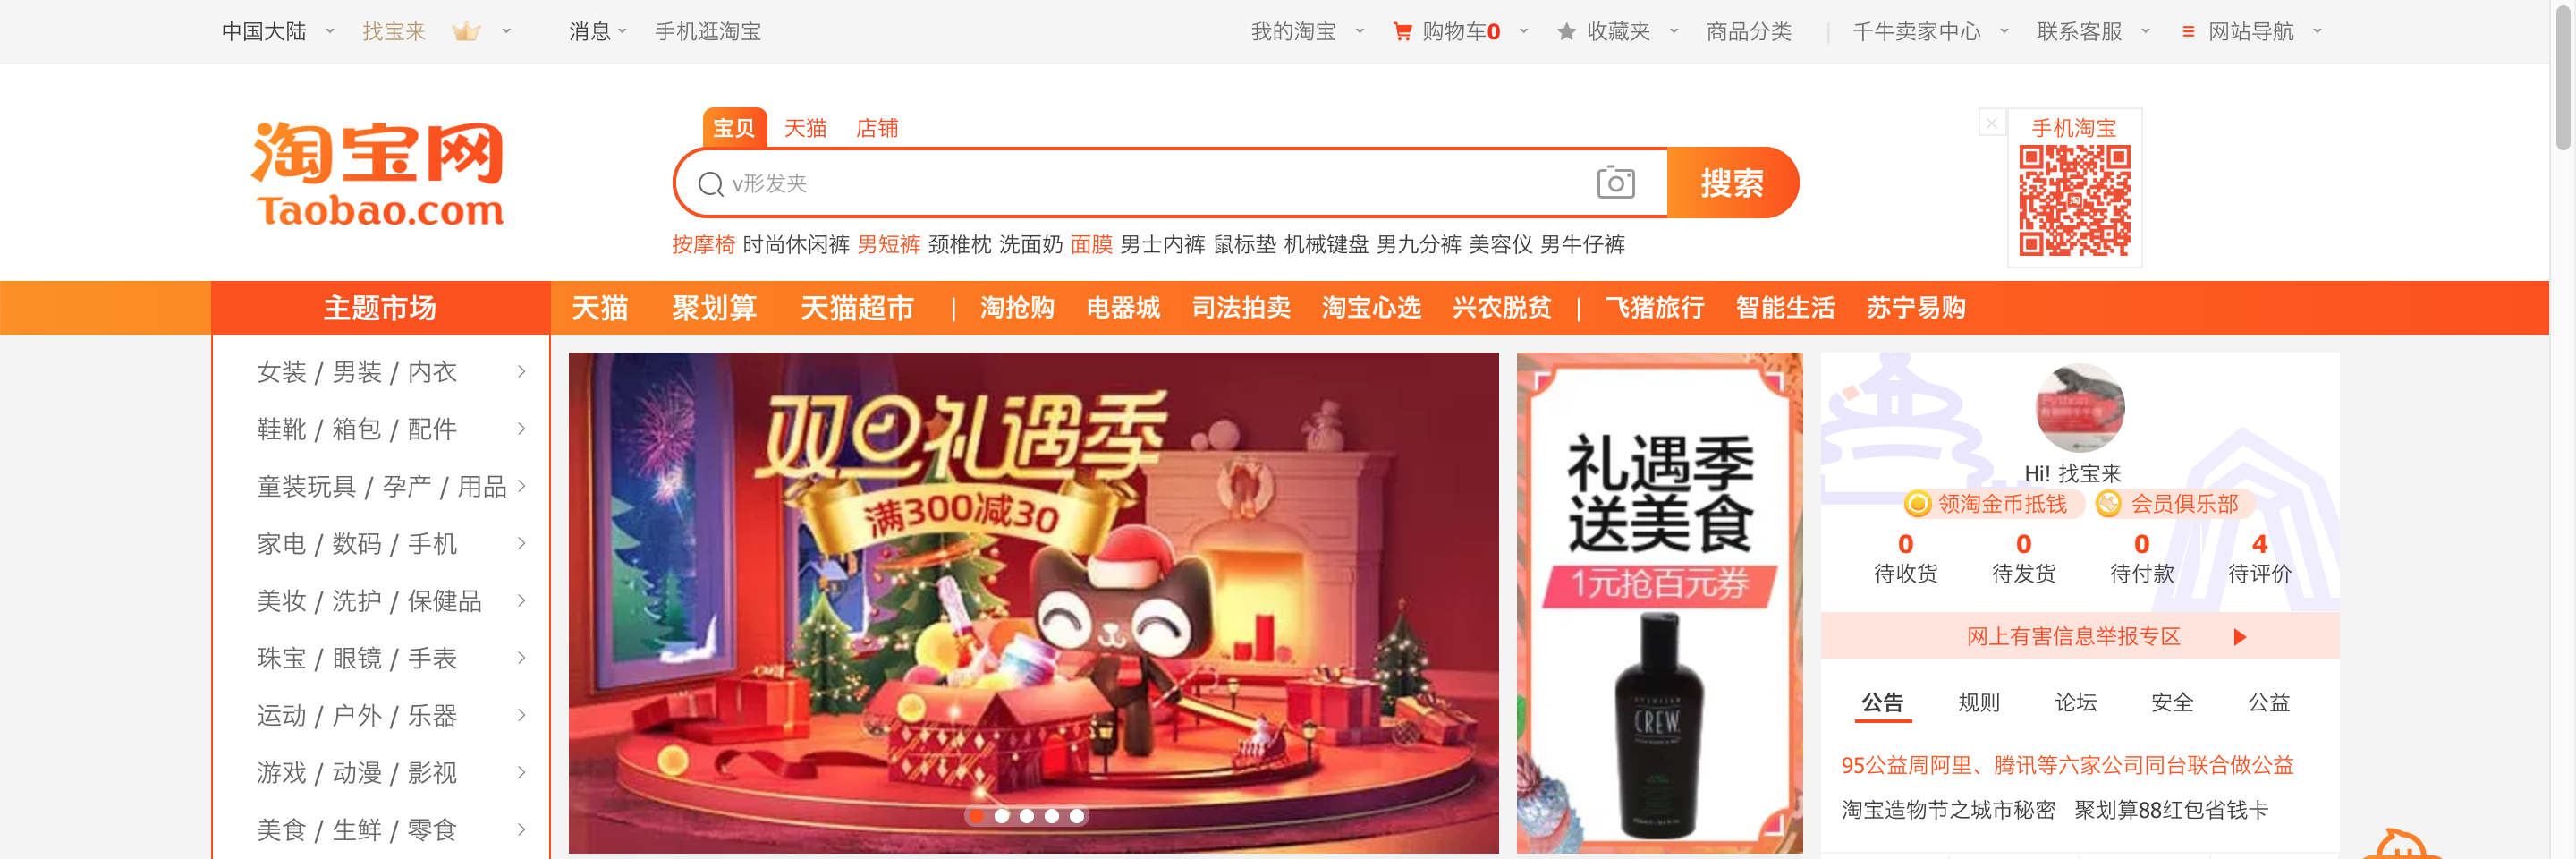 中国大陆 找宝来 消息 手机逛淘宝 我的淘宝 购物车0 收藏夹 商品分类 | 千牛卖家中心 联系客服 网站导航
淘宝网
Taobao.com
宝贝 天猫 店铺
v形发夹
搜索
按摩椅 时尚休闲裤 男短裤 颈椎枕 洗面奶 面膜 男士内裤 鼠标垫 机械键盘 男九分裤 美容仪 男牛仔裤
手机淘宝
淘
主题市场 天猫 聚划算 天猫超市 | 淘抢购 电器城 司法拍卖 淘宝心选 兴农脱贫 | 飞猪旅行 智能生活 苏宁易购
女装 / 男装 / 内衣
鞋靴 / 箱包 / 配件
童装玩具 / 孕产 / 用品
家电 / 数码 / 手机
美妆 / 洗护 / 保健品
珠宝 / 眼镜 / 手表
运动 / 户外 / 乐器
游戏 / 动漫 / 影视
美食 / 生鲜 / 零食
双旦礼遇季
满300减30
礼遇季
送美食
1元抢百元券
CREW
Python
Hi! 找宝来
领淘金币抵钱 会员俱乐部
0 0 0 4
待收货 待发货 待付款 待评价
网上有害信息举报专区
公告 规则 论坛 安全 公益
95公益周阿里、腾讯等六家公司同台联合做公益
淘宝造物节之城市秘密 聚划算88红包省钱卡